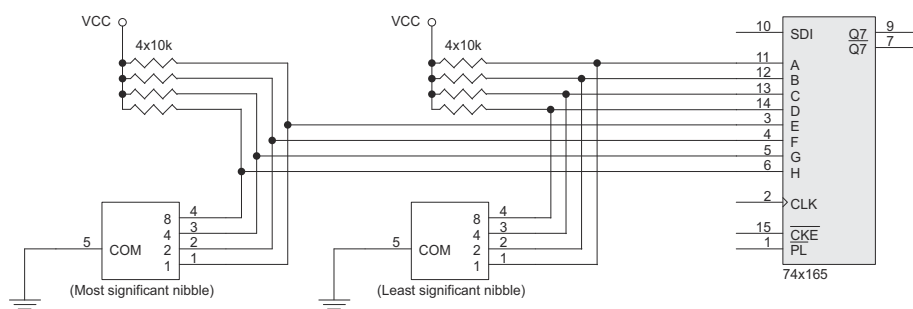 VCC
4x10k
VCC
4x10k
10 SDI Q7 9
Q7 7
11 A
12 B
13 C
14 D
3 E
4 F
5 G
6 H
2 CLK
15 CKE
1 PL
74x165
8 4
4 3
5 COM 2 2
1 1
(Most significant nibble)
8 4
4 3
5 COM 2 2
1 1
(Least significant nibble)